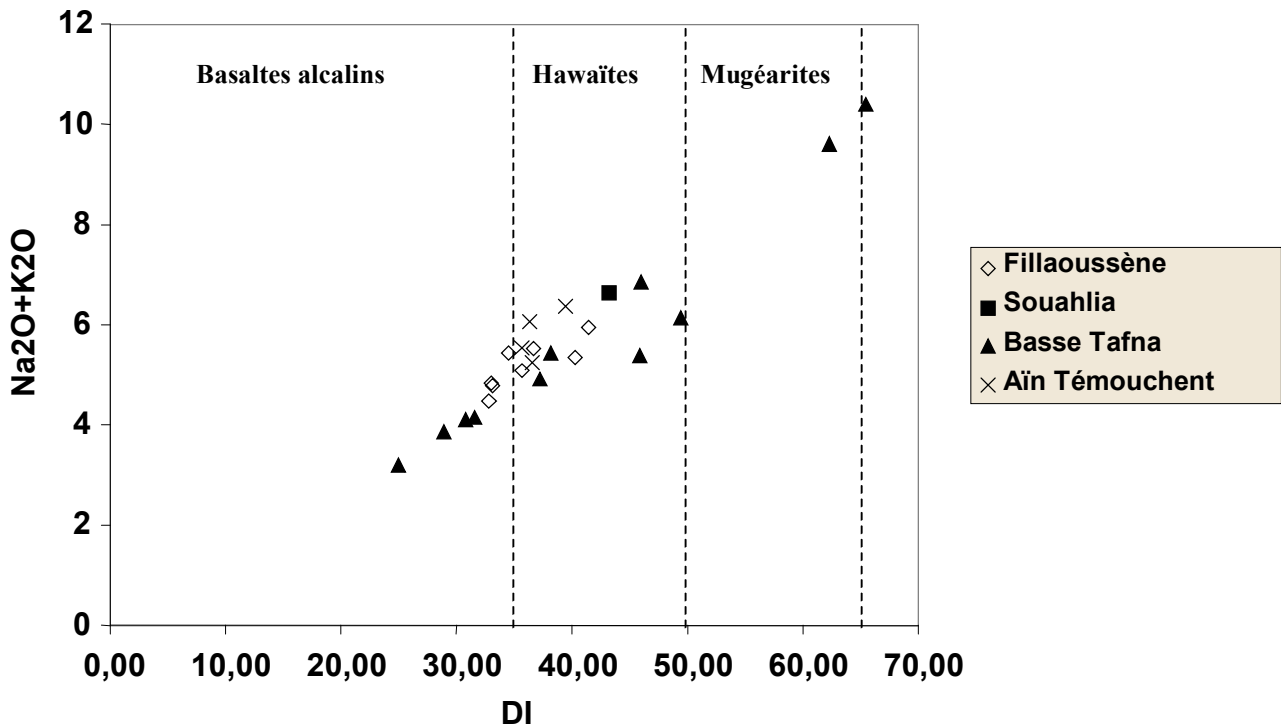 12
10
8
6
4
2
0
Na2O+K2O
Basaltes alcalins
Hawaïtes
Mugéarites
0,00 10,00 20,00 30,00 40,00 50,00 60,00 70,00
DI
Fillaoussène
Souahlia
Basse Tafna
Aïn Témouchent